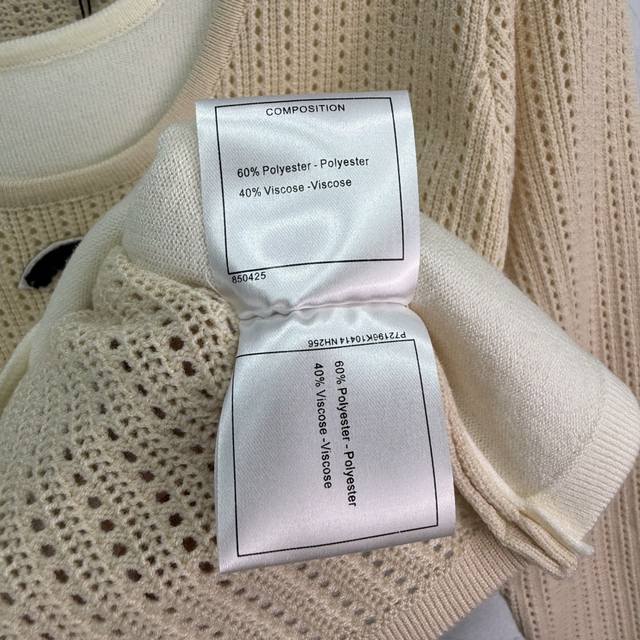 COMPOSITION
60% Polyester - Polyester
40% Viscose -Viscose
850425
P72196K10414 NH256
60% Polyester - Polyester
40% Viscose -Viscose